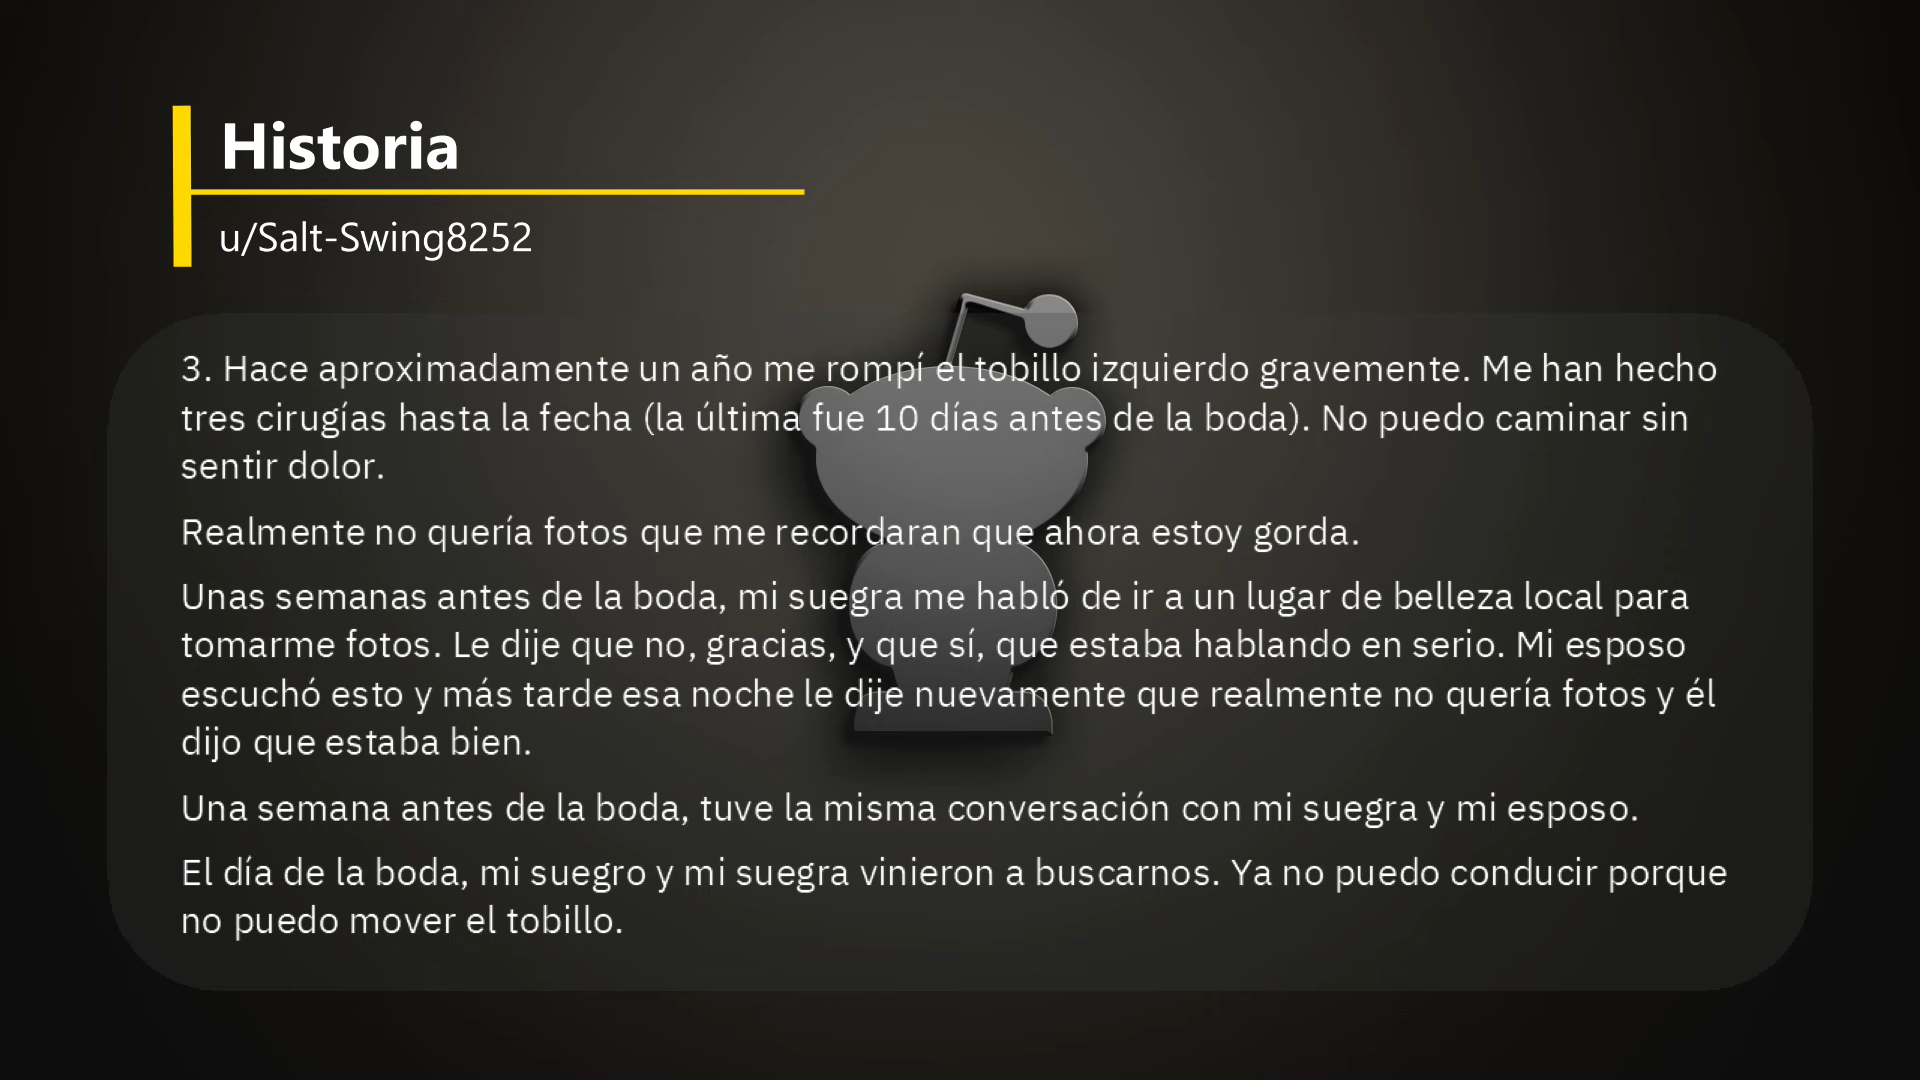 Historia
u/Salt-Swing8252
3. Hace aproximadamente un año me rompí el tobillo izquierdo gravemente. Me han hecho
tres cirugías hasta la fecha (la última fue 10 días antes de la boda). No puedo caminar sin
sentir dolor.
Realmente no quería fotos que me recordaran que ahora estoy gorda.
Unas semanas antes de la boda, mi suegra me habló de ir a un lugar de belleza local para
tomarme fotos. Le dije que no, gracias, y que sí, que estaba hablando en serio. Mi esposo
escuchó esto y más tarde esa noche le dije nuevamente que realmente no quería fotos y él
dijo que estaba bien.
Una semana antes de la boda, tuve la misma conversación con mi suegra y mi esposo.
El día de la boda, mi suegro y mi suegra vinieron a buscarnos. Ya no puedo conducir porque
no puedo mover el tobillo.